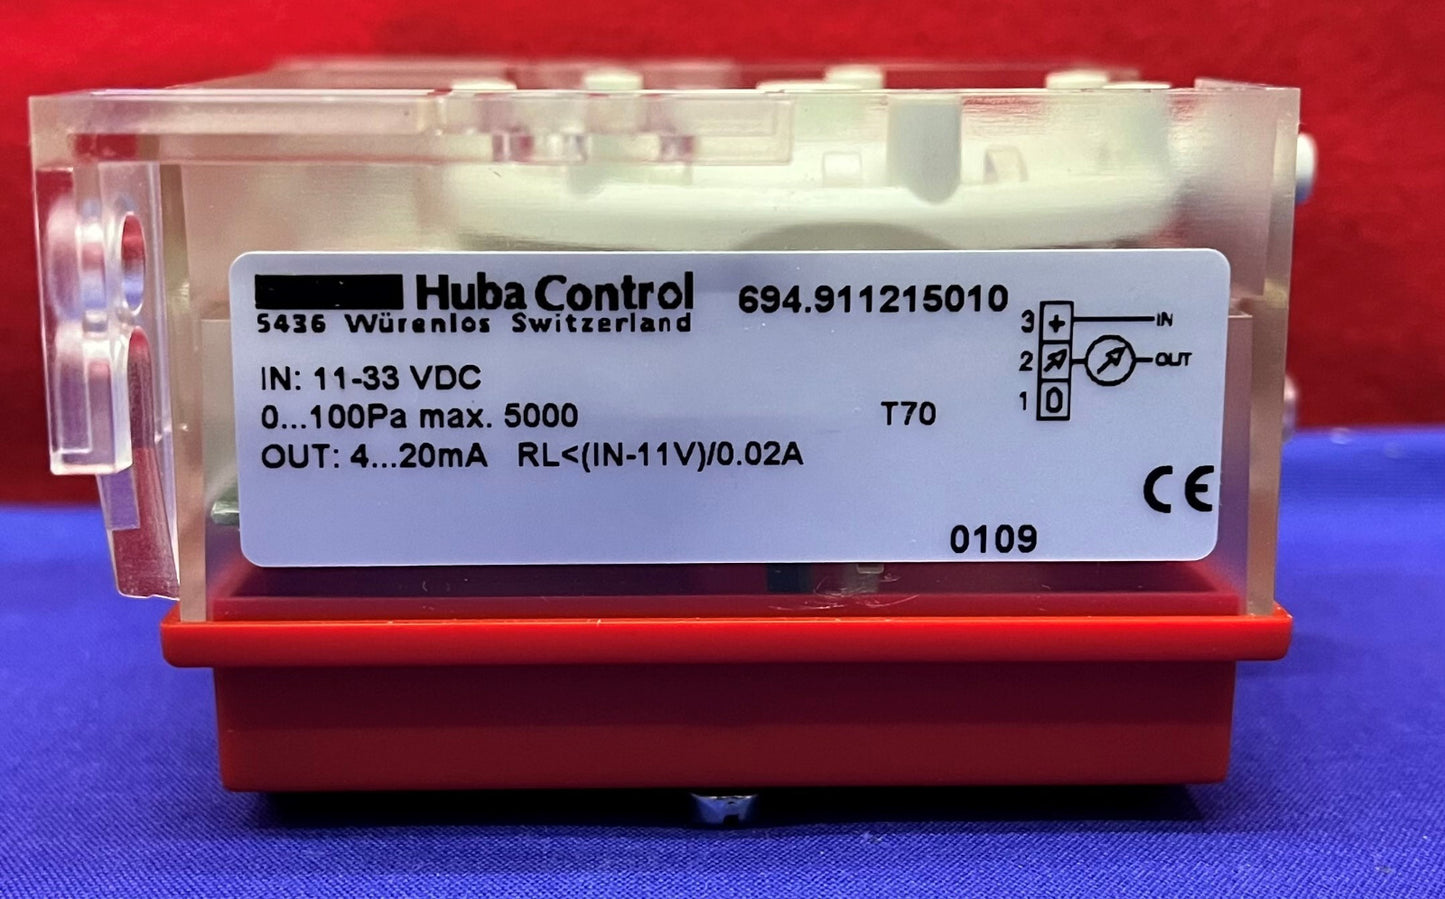 Huba Control 694.911215010
5436 Würenlos Switzerland
3 + IN
2 OUT
1 0
IN: 11-33 VDC
0...100Pa max. 5000 T70
OUT: 4...20mA RL<(IN-11V)/0.02A
CE
0109